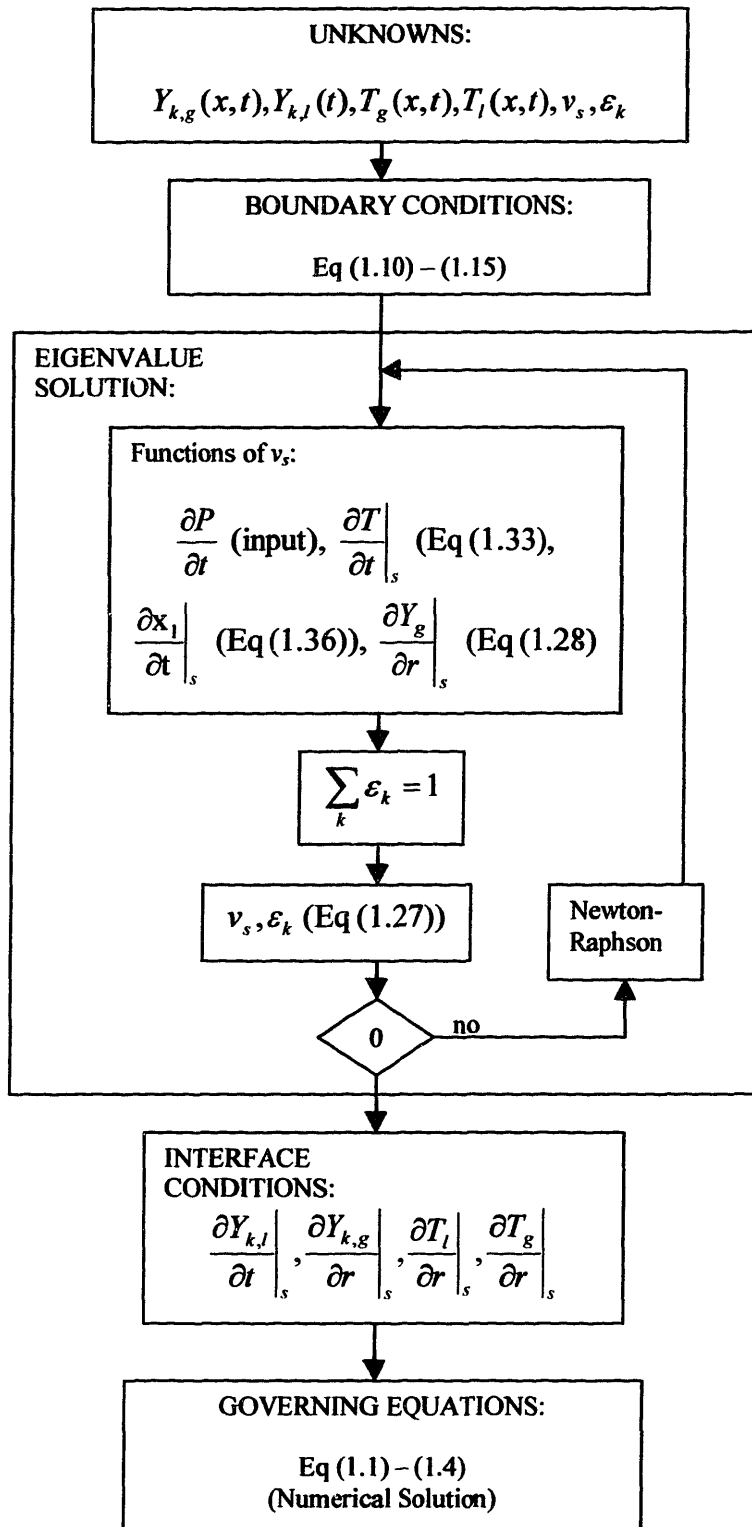 UNKNOWNS:
Y_{k,g}(x,t), Y_{k,l}(t), T_g(x,t), T_l(x,t), v_s, ε_k
BOUNDARY CONDITIONS:
Eq (1.10) – (1.15)
EIGENVALUE
SOLUTION:
Functions of v_s:
∂P/∂t (input), ∂T/∂t|_s (Eq (1.33),
∂x_1/∂t|_s (Eq (1.36)), ∂Y_g/∂r|_s (Eq (1.28)
∑_k ε_k = 1
v_s, ε_k (Eq (1.27))
Newton-
Raphson
0
no
INTERFACE
CONDITIONS:
∂Y_{k,l}/∂t|_s, ∂Y_{k,g}/∂r|_s, ∂T_l/∂r|_s, ∂T_g/∂r|_s
GOVERNING EQUATIONS:
Eq (1.1) – (1.4)
(Numerical Solution)